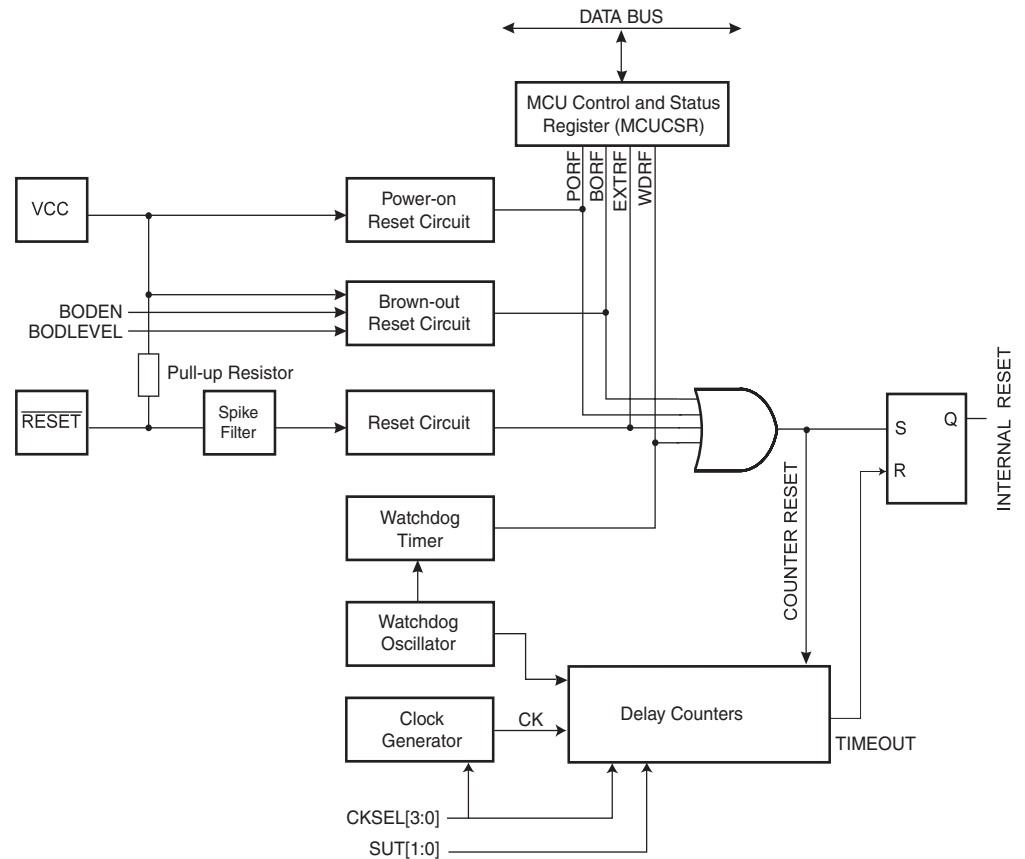 DATA BUS
MCU Control and Status
Register (MCUCSR)
PORF
BORF
EXTRF
WDRF
VCC
Power-on
Reset Circuit
BODEN
BODLEVEL
Brown-out
Reset Circuit
Pull-up Resistor
RESET
Spike
Filter
Reset Circuit
S
Q
R
INTERNAL RESET
COUNTER RESET
Watchdog
Timer
Watchdog
Oscillator
Clock
Generator
CK
Delay Counters
TIMEOUT
CKSEL[3:0]
SUT[1:0]